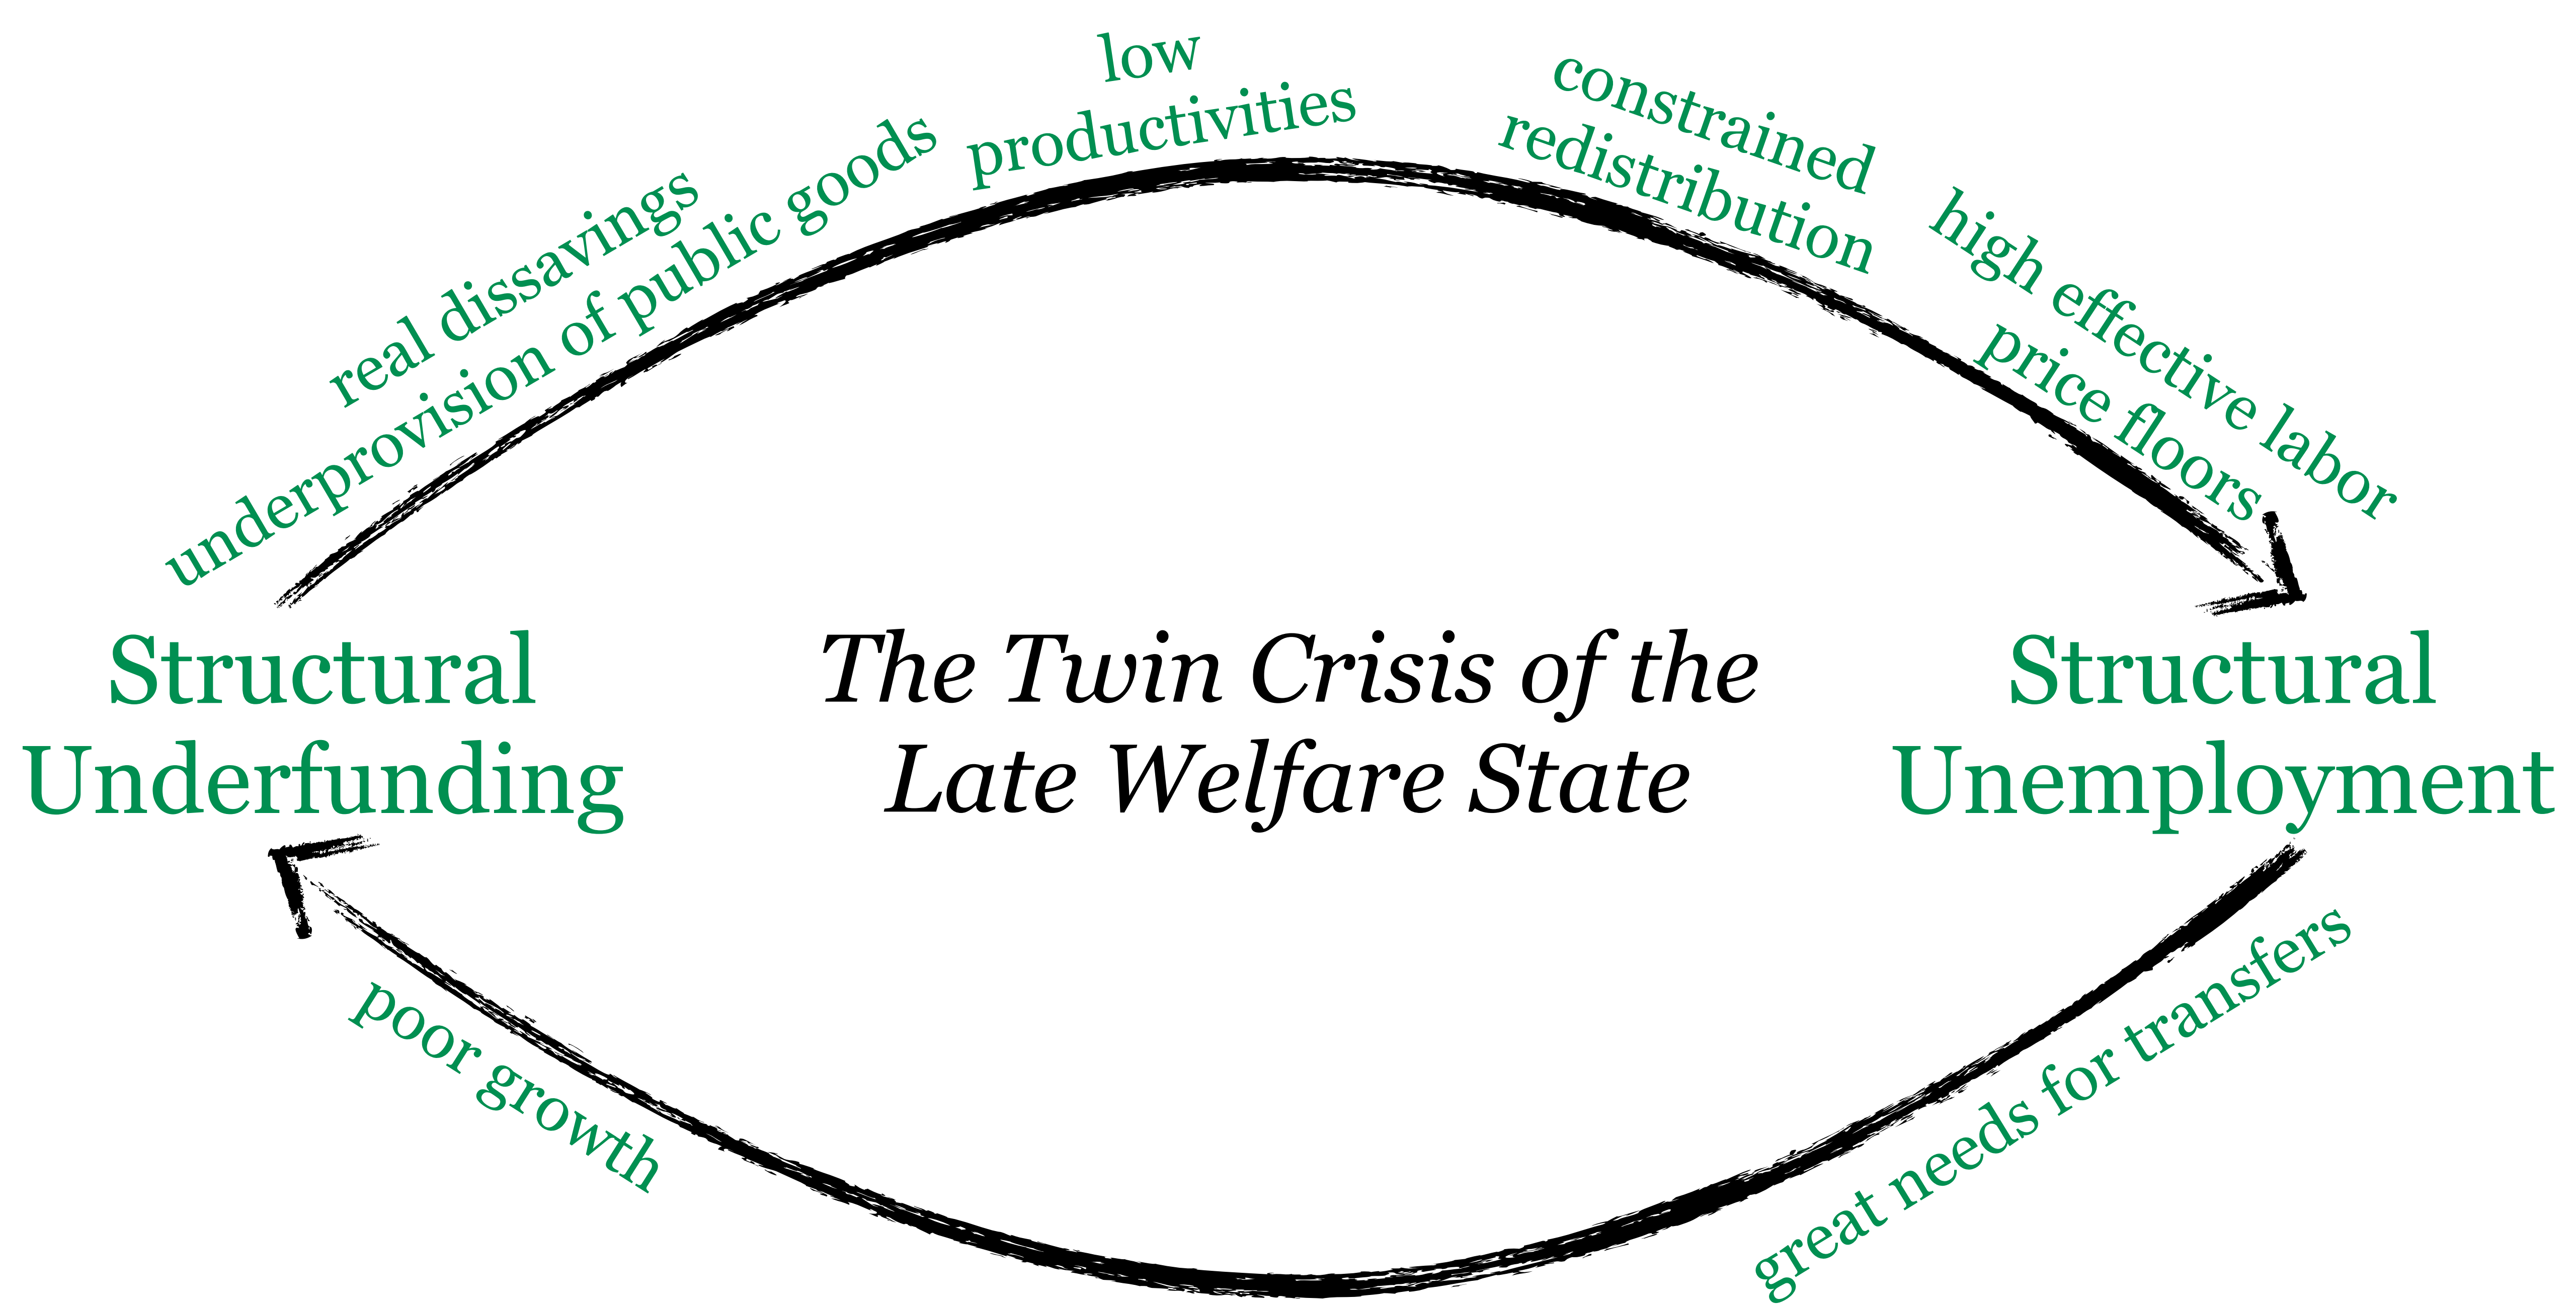 low
productivities
constrained
redistribution
real dissavings
underprovision of public goods
high effective labor
price floors
Structural
Underfunding
The Twin Crisis of the
Late Welfare State
Structural
Unemployment
poor growth
great needs for transfers